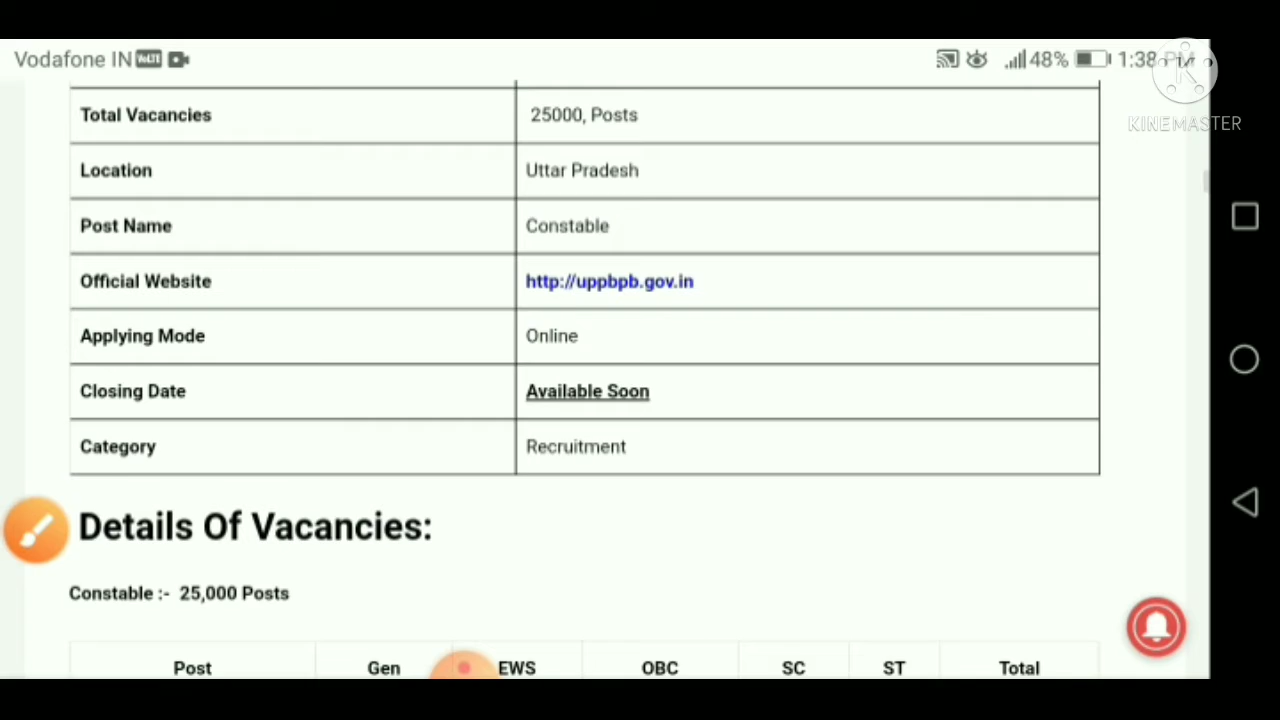 Vodafone IN VoLTE 48% 1:38 PM
KINEMASTER
Total Vacancies 25000, Posts
Location Uttar Pradesh
Post Name Constable
Official Website http://uppbpb.gov.in
Applying Mode Online
Closing Date Available Soon
Category Recruitment
Details Of Vacancies:
Constable :- 25,000 Posts
Post Gen EWS OBC SC ST Total